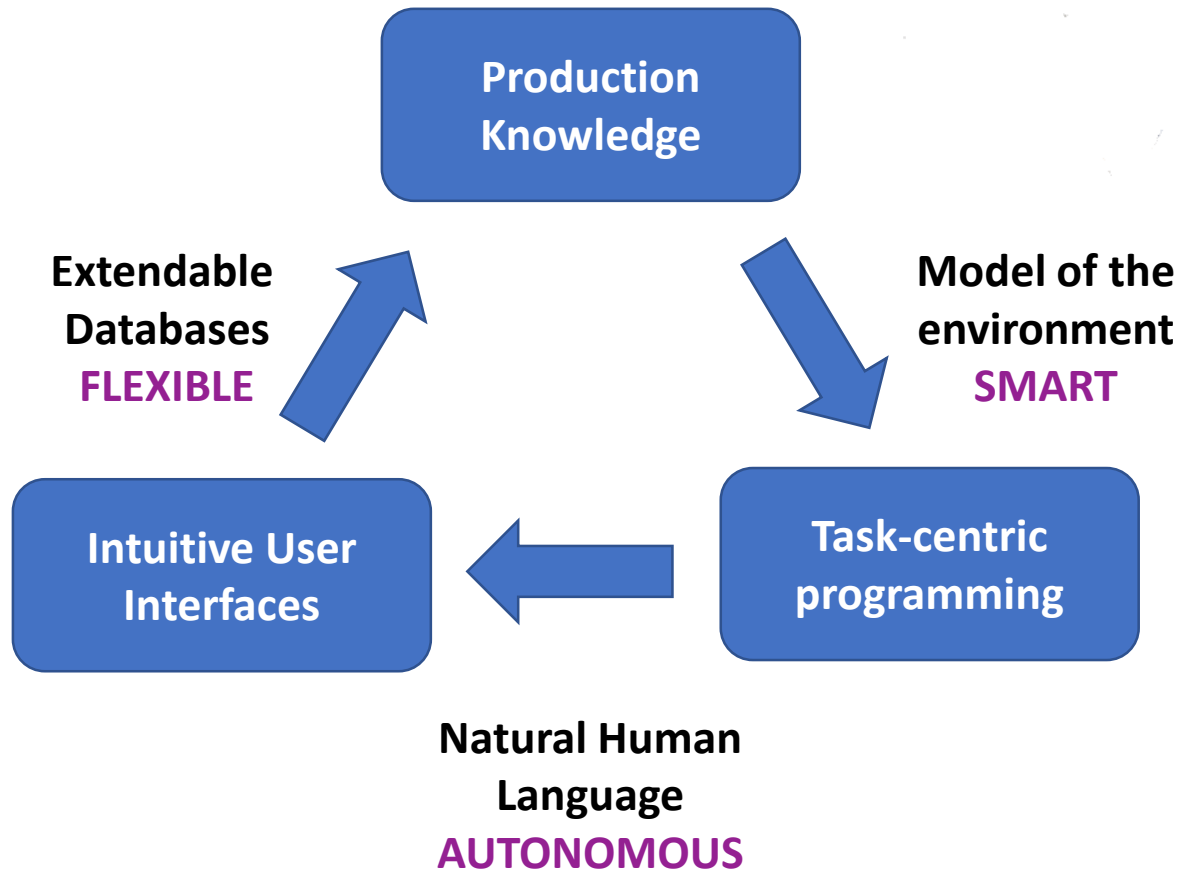 Production
Knowledge
Extendable
Databases
FLEXIBLE
Model of the
environment
SMART
Intuitive User
Interfaces
Task-centric
programming
Natural Human
Language
AUTONOMOUS